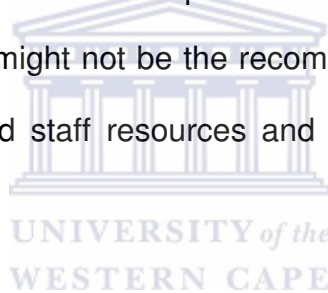 might not be the recom
d staff resources and
UNIVERSITY of the
WESTERN CAPE